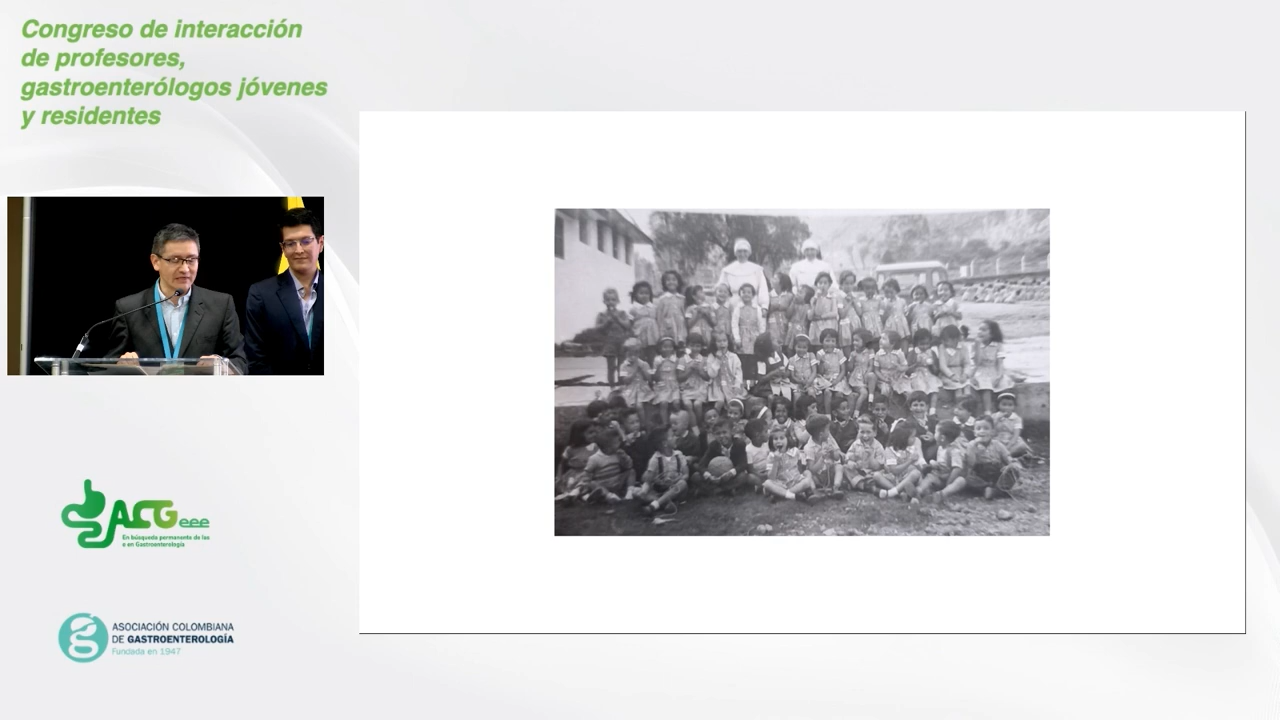 Congreso de interacción
de profesores,
gastroenterólogos jóvenes
y residentes
ACGeee
En búsqueda permanente de las
e en Gastroenterología
ASOCIACIÓN COLOMBIANA
DE GASTROENTEROLOGÍA
Fundada en 1947